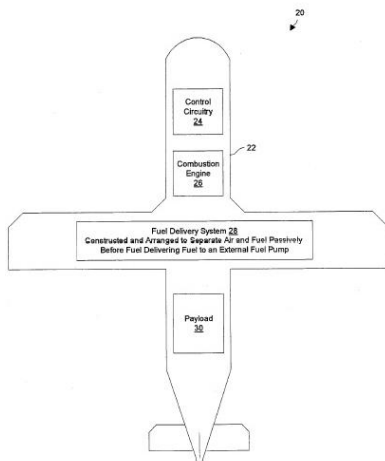 20
Control
Circuitry
24
22
Combustion
Engine
26
Fuel Delivery System 28
Constructed and Arranged to Separate Air and Fuel Passively
Before Fuel Delivering Fuel to an External Fuel Pump
Payload
30